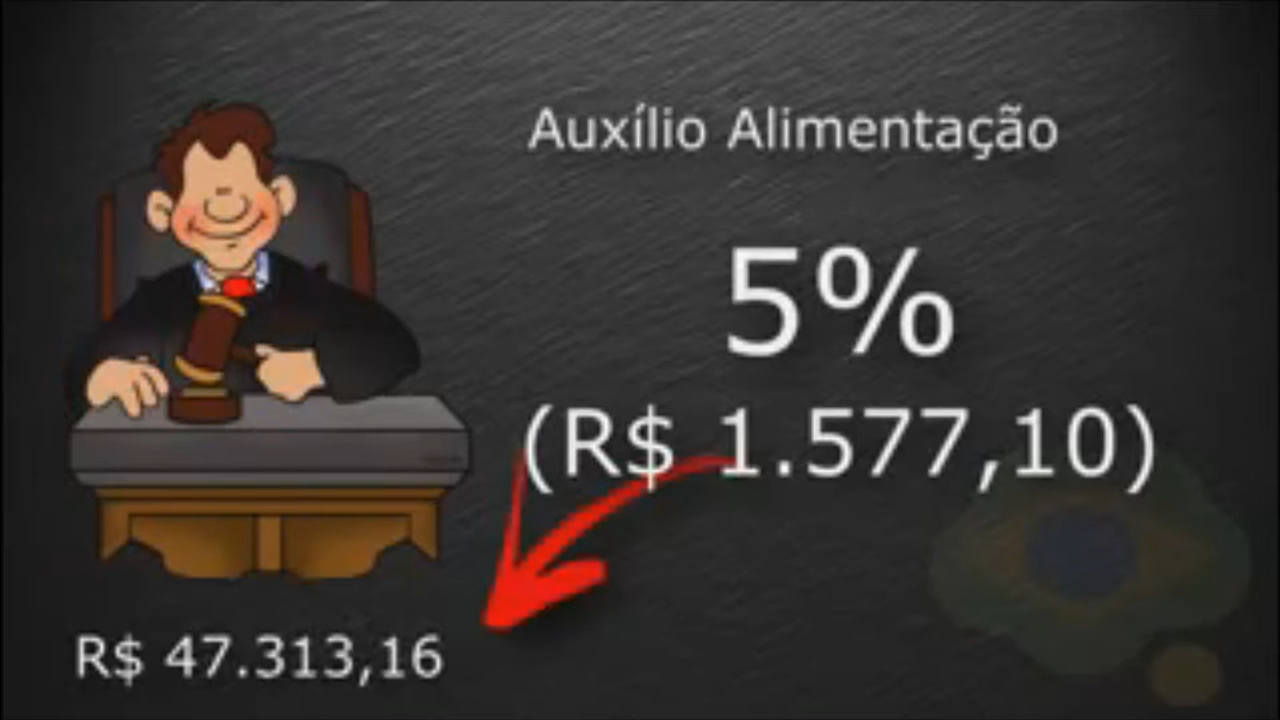 Auxílio Alimentação
5%
(R$ 1.577,10)
R$ 47.313,16